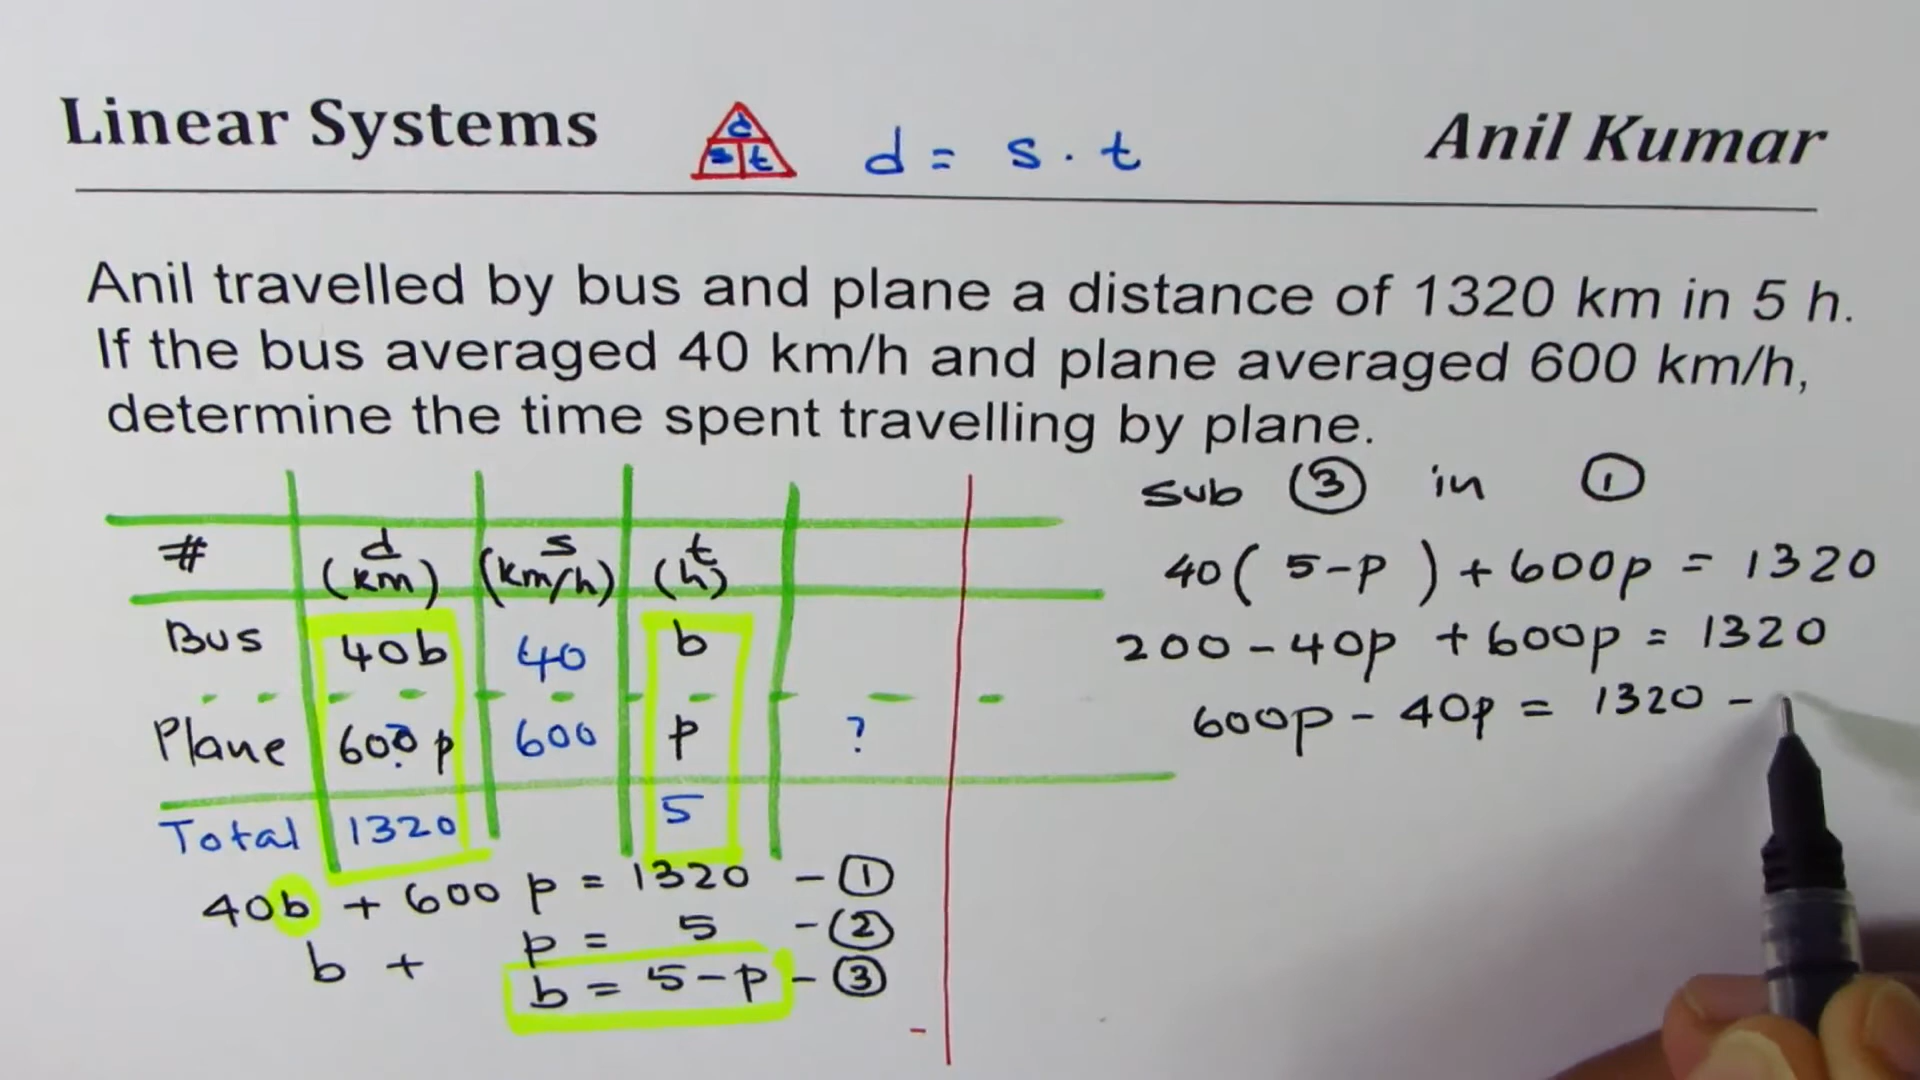 Linear Systems
d
s t
d = s . t
Anil Kumar
Anil travelled by bus and plane a distance of 1320 km in 5 h.
If the bus averaged 40 km/h and plane averaged 600 km/h,
determine the time spent travelling by plane.
# d (km) s (km/h) t (h)
Bus 40b 40 b
Plane 600p 600 p ?
Total 1320 5
40b + 600 p = 1320 - ①
b + p = 5 - ②
b = 5 - p - ③
sub ③ in ①
40( 5-p ) + 600p = 1320
200 - 40p + 600p = 1320
600p - 40p = 1320 -